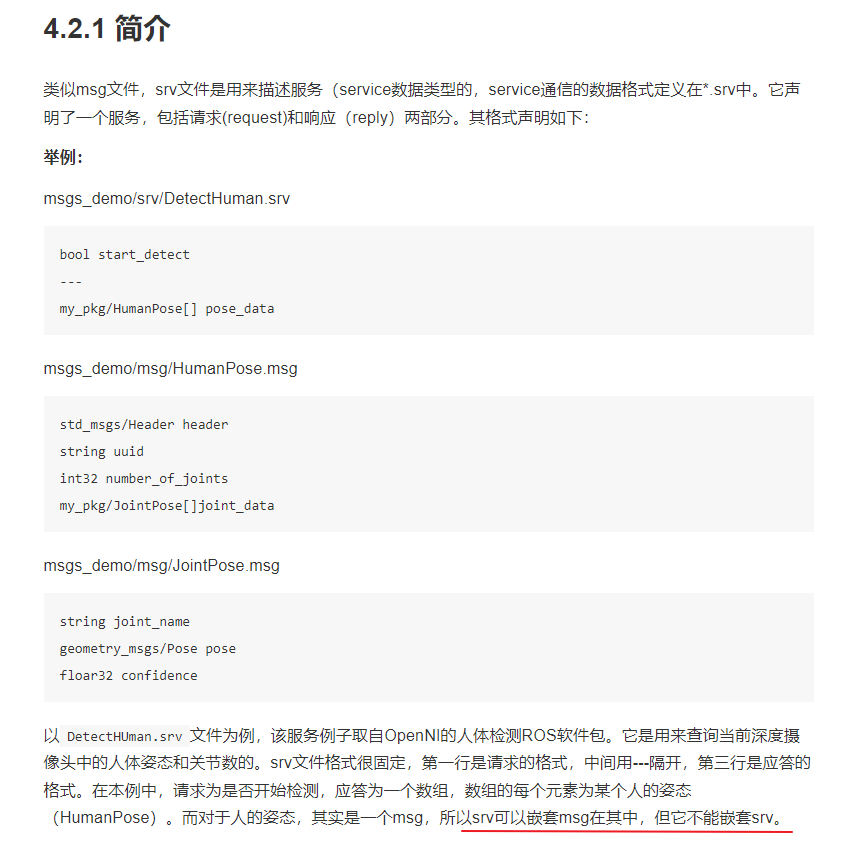 4.2.1 简介
类似msg文件，srv文件是用来描述服务（service数据类型的，service通信的数据格式定义在*.srv中。它声
明了一个服务，包括请求(request)和响应（reply）两部分。其格式声明如下：
举例：
msgs_demo/srv/DetectHuman.srv
bool start_detect
---
my_pkg/HumanPose[] pose_data
msgs_demo/msg/HumanPose.msg
std_msgs/Header header
string uuid
int32 number_of_joints
my_pkg/JointPose[]joint_data
msgs_demo/msg/JointPose.msg
string joint_name
geometry_msgs/Pose pose
floar32 confidence
以 DetectHUman.srv 文件为例，该服务例子取自OpenNI的人体检测ROS软件包。它是用来查询当前深度摄
像头中的人体姿态和关节数的。srv文件格式很固定，第一行是请求的格式，中间用---隔开，第三行是应答的
格式。在本例中，请求为是否开始检测，应答为一个数组，数组的每个元素为某个人的姿态
（HumanPose）。而对于人的姿态，其实是一个msg，所以srv可以嵌套msg在其中，但它不能嵌套srv。